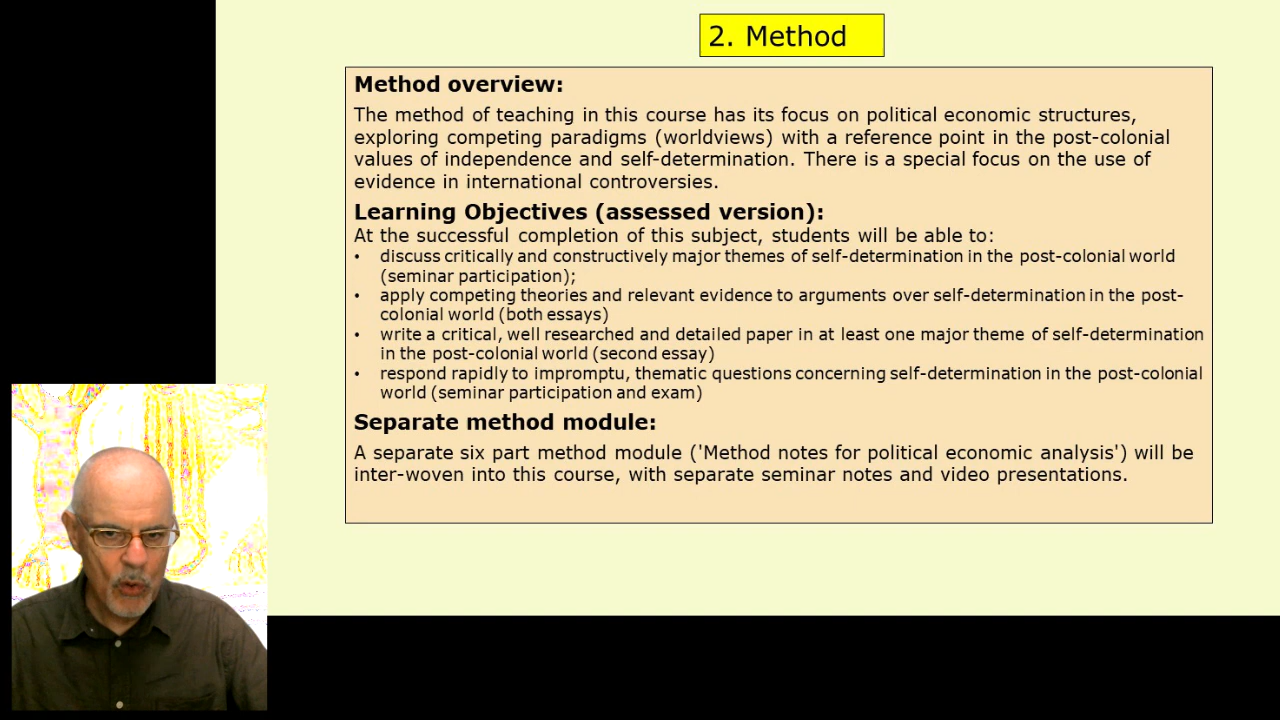 2. Method
Method overview:
The method of teaching in this course has its focus on political economic structures,
exploring competing paradigms (worldviews) with a reference point in the post-colonial
values of independence and self-determination. There is a special focus on the use of
evidence in international controversies.
Learning Objectives (assessed version):
At the successful completion of this subject, students will be able to:
• discuss critically and constructively major themes of self-determination in the post-colonial world
(seminar participation);
• apply competing theories and relevant evidence to arguments over self-determination in the post-
colonial world (both essays)
• write a critical, well researched and detailed paper in at least one major theme of self-determination
in the post-colonial world (second essay)
• respond rapidly to impromptu, thematic questions concerning self-determination in the post-colonial
world (seminar participation and exam)
Separate method module:
A separate six part method module ('Method notes for political economic analysis') will be
inter-woven into this course, with separate seminar notes and video presentations.